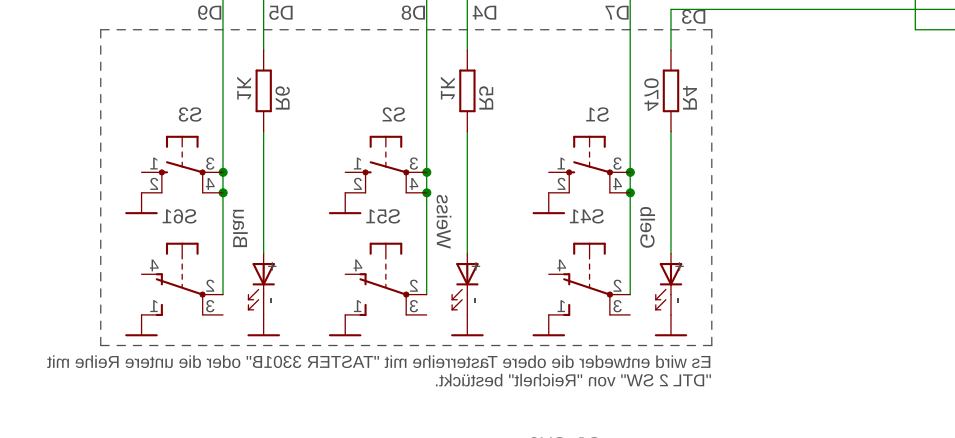 D3
D7
D4
D8
D5
D9
R4
470
R5
1K
R6
1K
S1
S2
S3
3
1
4
2
3
1
4
2
3
1
4
2
S41
S51
S61
Gelb
Weiss
Blau
4
2
1
3
4
2
1
3
4
2
1
3
Es wird entweder die obere Tasterreihe mit "TASTER 3301B" oder die untere Reihe mit
"DTL 2 SW" von "Reichelt" bestückt.